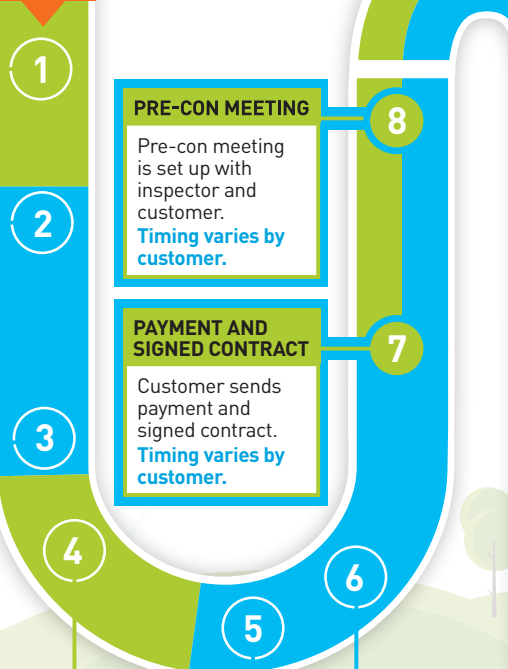 1
2
3
4
5
6
PAYMENT AND
SIGNED CONTRACT
7
Customer sends
payment and
signed contract.
Timing varies by
customer.
PRE-CON MEETING
8
Pre-con meeting
is set up with
inspector and
customer.
Timing varies by
customer.